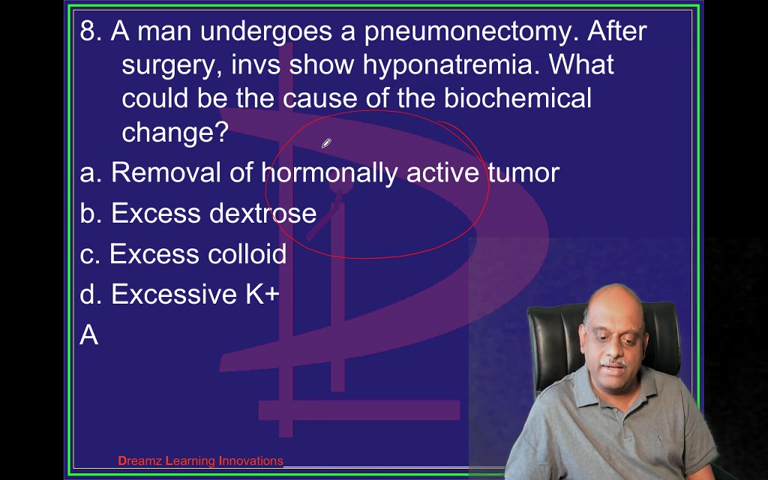 8. A man undergoes a pneumonectomy. After
surgery, invs show hyponatremia. What
could be the cause of the biochemical
change?
a. Removal of hormonally active tumor
b. Excess dextrose
c. Excess colloid
d. Excessive K+
A
Dreamz Learning Innovations